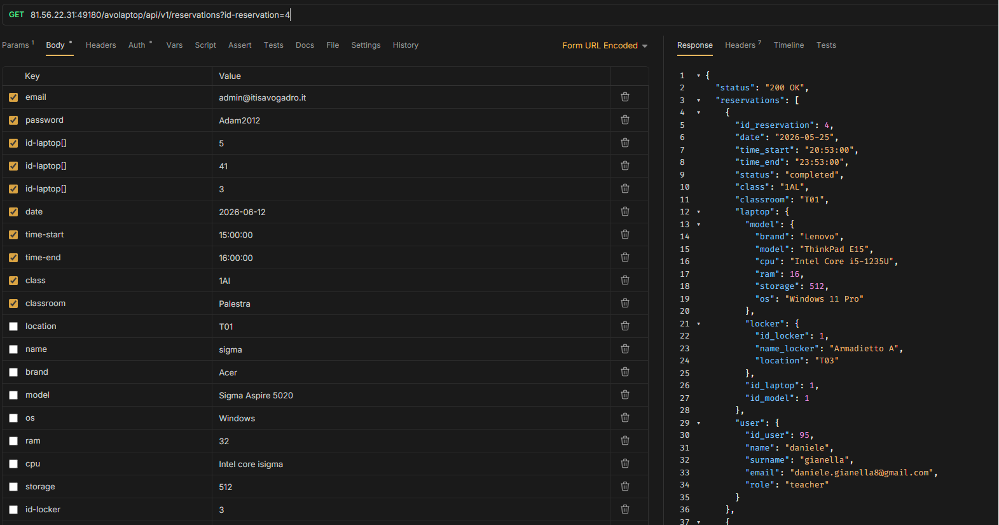 GET 81.56.22.31:49180/avolaptop/api/v1/reservations?id-reservation=4
Params 1 Body Headers Auth Vars Script Assert Tests Docs File Settings History Form URL Encoded
Key Value
email admin@itisavogadro.it
password Adam2012
id-laptop[] 5
id-laptop[] 41
id-laptop[] 3
date 2026-06-12
time-start 15:00:00
time-end 16:00:00
class 1AI
classroom Palestra
location T01
name sigma
brand Acer
model Sigma Aspire 5020
os Windows
ram 32
cpu Intel core isigma
storage 512
id-locker 3
Response Headers 7 Timeline Tests
1 {
2 "status": "200 OK",
3 "reservations": [
4 {
5 "id_reservation": 4,
6 "date": "2026-05-25",
7 "time_start": "20:53:00",
8 "time_end": "23:53:00",
9 "status": "completed",
10 "class": "1AL",
11 "classroom": "T01",
12 "laptop": {
13 "model": {
14 "brand": "Lenovo",
15 "model": "ThinkPad E15",
16 "cpu": "Intel Core i5-1235U",
17 "ram": 16,
18 "storage": 512,
19 "os": "Windows 11 Pro"
20 },
21 "locker": {
22 "id_locker": 1,
23 "name_locker": "Armadietto A",
24 "location": "T03"
25 },
26 "id_laptop": 1,
27 "id_model": 1
28 },
29 "user": {
30 "id_user": 95,
31 "name": "daniele",
32 "surname": "gianella",
33 "email": "daniele.gianella8@gmail.com",
34 "role": "teacher"
35 }
36 },
37 {